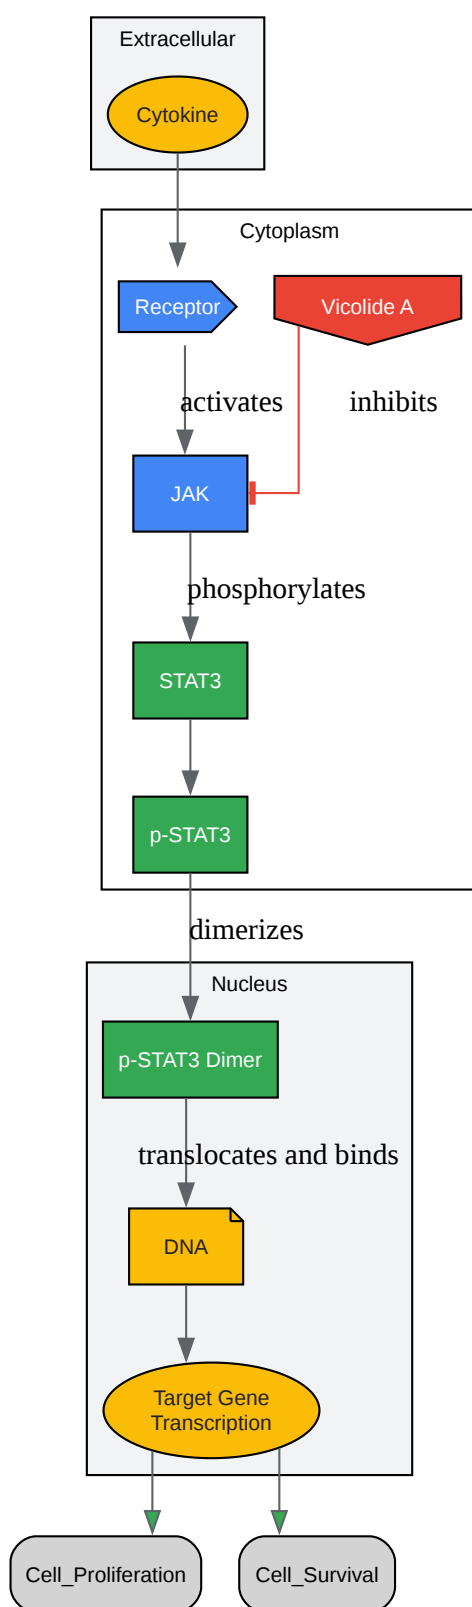 Extracellular
Cytokine
Cytoplasm
Receptor
Vicolide A
activates
inhibits
JAK
phosphorylates
STAT3
p-STAT3
dimerizes
Nucleus
p-STAT3 Dimer
translocates and binds
DNA
Target Gene
Transcription
Cell_Proliferation
Cell_Survival